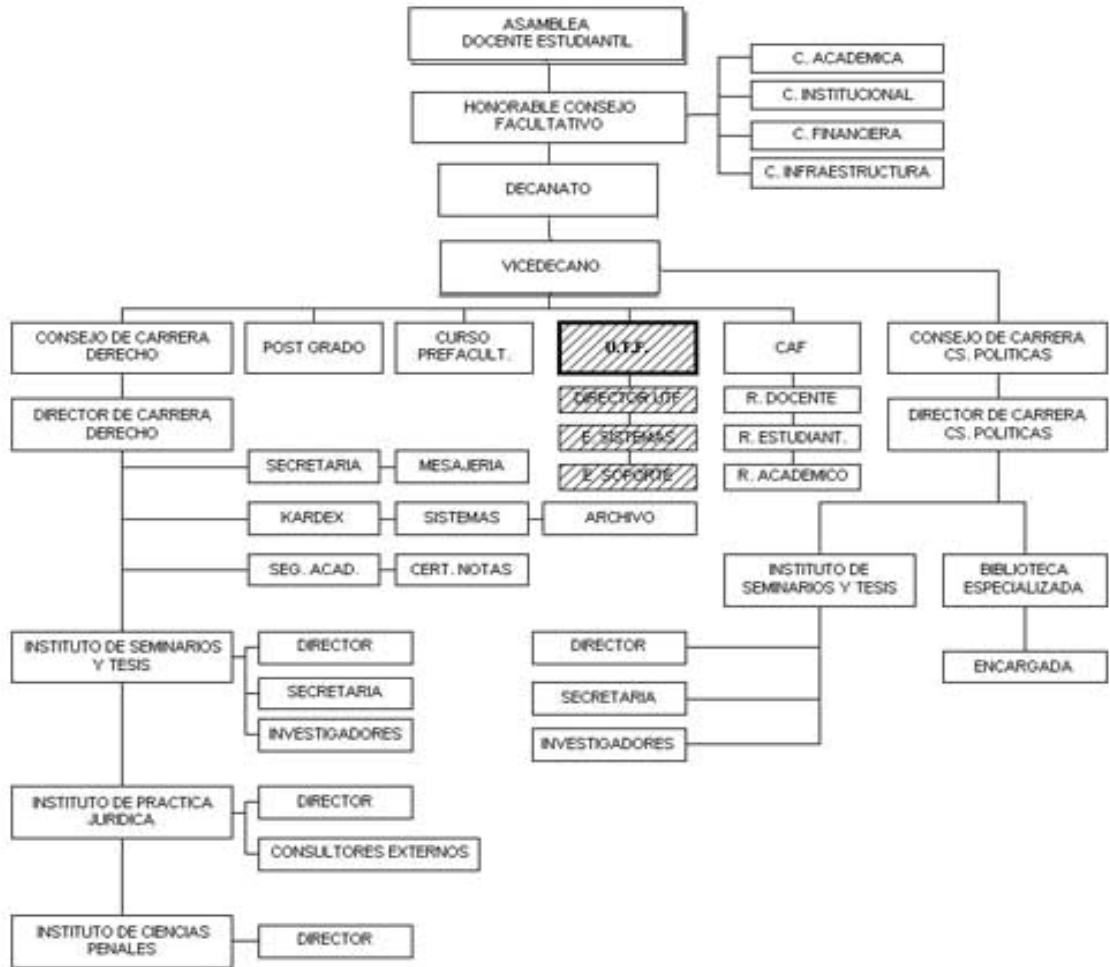 ASAMBLEA
DOCENTE ESTUDIANTIL
C. ACADEMICA
HONORABLE CONSEJO
FACULTATIVO
C. INSTITUCIONAL
C. FINANCIERA
C. INFRAESTRUCTURA
DECANATO
VICEDECANO
CONSEJO DE CARRERA
DERECHO
POST GRADO
CURSO
PREFACULT.
U.T.F.
CAF
CONSEJO DE CARRERA
CS. POLITICAS
DIRECTOR DE CARRERA
DERECHO
DIRECTOR UTF
E. SISTEMAS
E. SOPORTE
R. DOCENTE
R. ESTUDIANT.
R. ACADEMICO
DIRECTOR DE CARRERA
CS. POLITICAS
SECRETARIA
MESAJERIA
KARDEX
SISTEMAS
ARCHIVO
SEG. ACAD.
CERT. NOTAS
INSTITUTO DE
SEMINARIOS Y TESIS
BIBLIOTECA
ESPECIALIZADA
INSTITUTO DE SEMINARIOS
Y TESIS
DIRECTOR
SECRETARIA
INVESTIGADORES
DIRECTOR
SECRETARIA
INVESTIGADORES
ENCARGADA
INSTITUTO DE PRACTICA
JURIDICA
DIRECTOR
CONSULTORES EXTERNOS
INSTITUTO DE CIENCIAS
PENALES
DIRECTOR